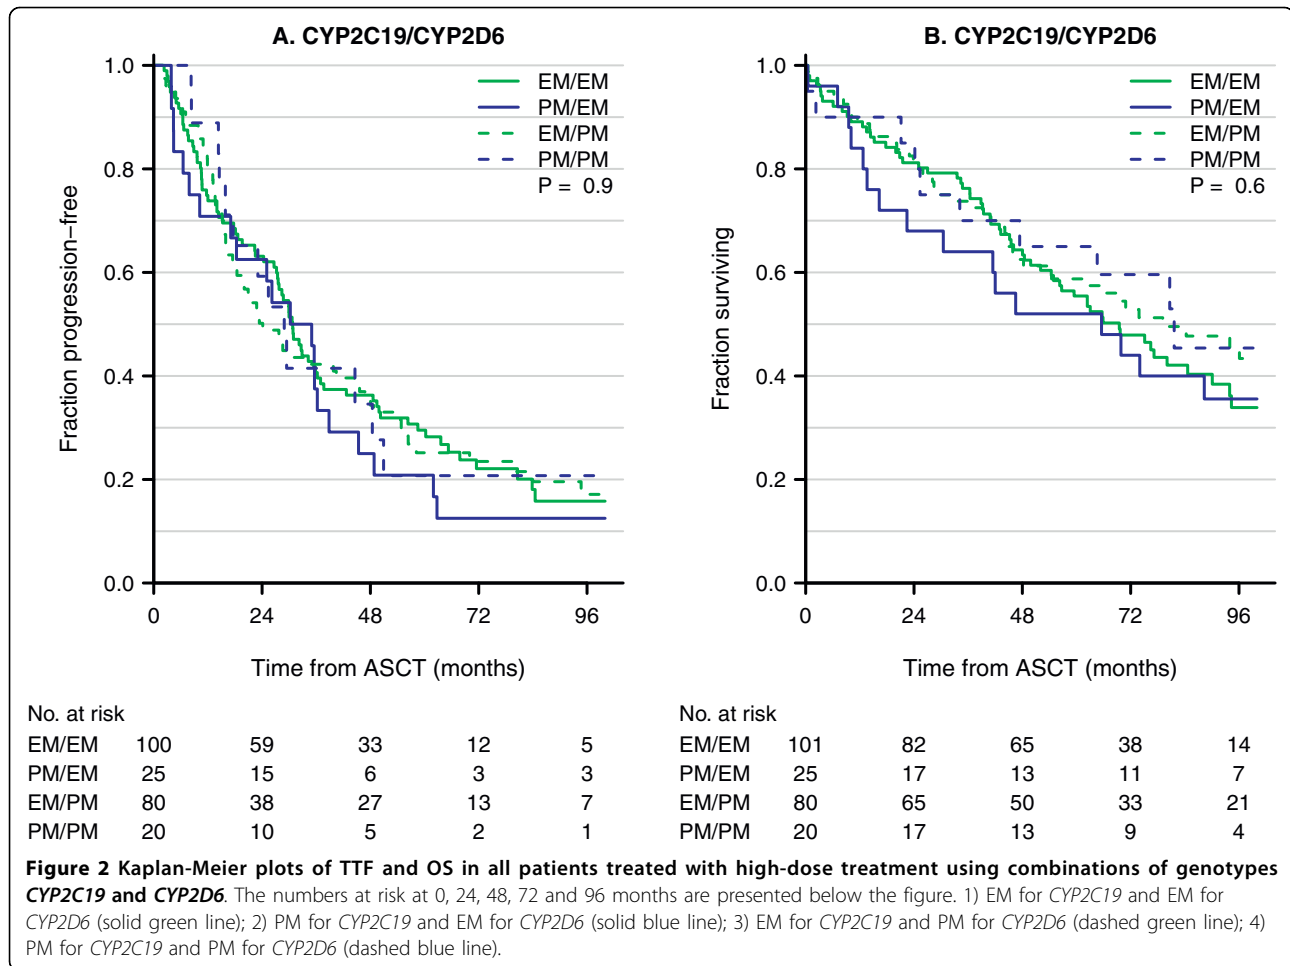 A. CYP2C19/CYP2D6
1.0
0.8
0.6
0.4
0.2
0.0
Fraction progression−free
EM/EM
PM/EM
EM/PM
PM/PM
P = 0.9
0 24 48 72 96
Time from ASCT (months)
No. at risk
EM/EM 100 59 33 12 5
PM/EM 25 15 6 3 3
EM/PM 80 38 27 13 7
PM/PM 20 10 5 2 1
B. CYP2C19/CYP2D6
1.0
0.8
0.6
0.4
0.2
0.0
Fraction surviving
EM/EM
PM/EM
EM/PM
PM/PM
P = 0.6
0 24 48 72 96
Time from ASCT (months)
No. at risk
EM/EM 101 82 65 38 14
PM/EM 25 17 13 11 7
EM/PM 80 65 50 33 21
PM/PM 20 17 13 9 4
Figure 2 Kaplan-Meier plots of TTF and OS in all patients treated with high-dose treatment using combinations of genotypes
CYP2C19 and CYP2D6. The numbers at risk at 0, 24, 48, 72 and 96 months are presented below the figure. 1) EM for CYP2C19 and EM for
CYP2D6 (solid green line); 2) PM for CYP2C19 and EM for CYP2D6 (solid blue line); 3) EM for CYP2C19 and PM for CYP2D6 (dashed green line); 4)
PM for CYP2C19 and PM for CYP2D6 (dashed blue line).